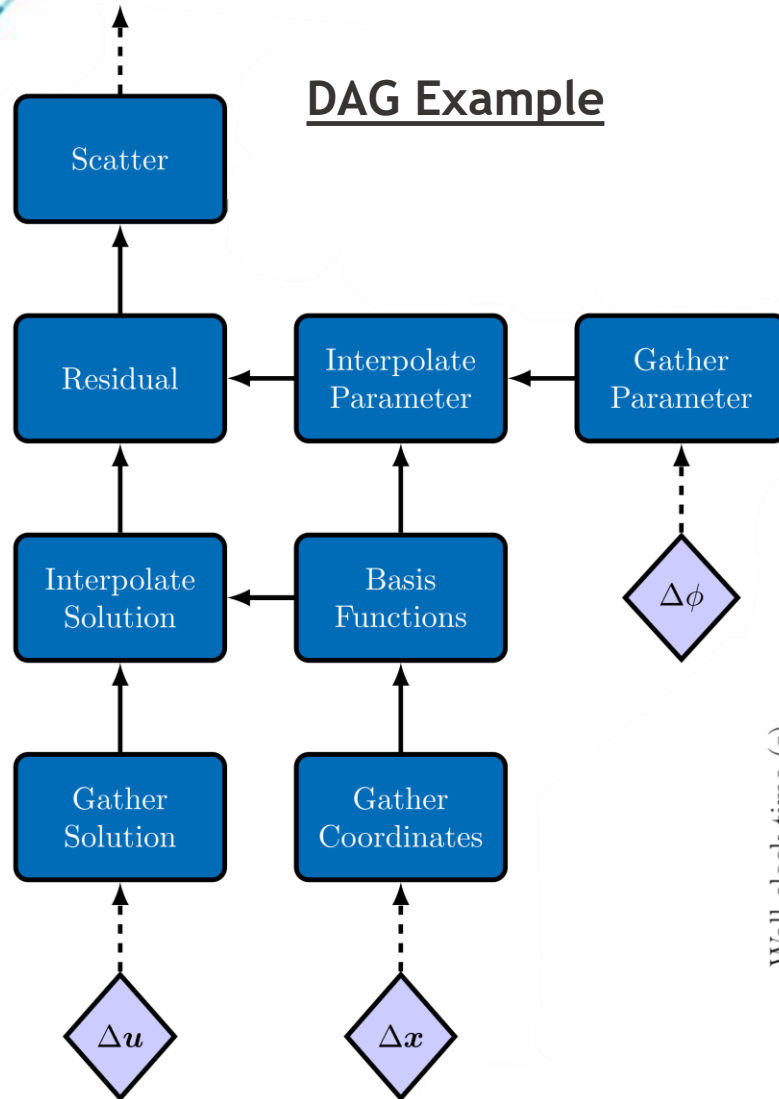 DAG Example
Scatter
Residual
Interpolate
Parameter
Gather
Parameter
Interpolate
Solution
Basis
Functions
Δϕ
Gather
Solution
Gather
Coordinates
Δu
Δx